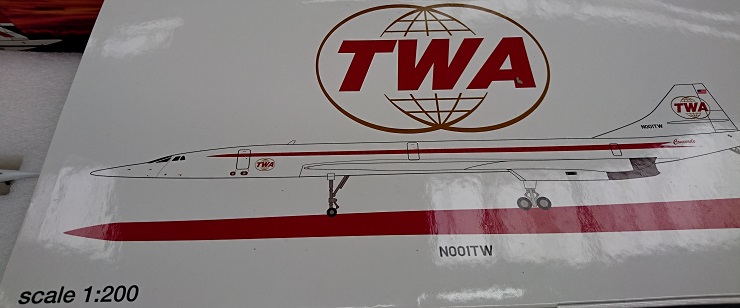 TWA
TWA
N001TW
Concorde
TWA
N001TW
scale 1:200